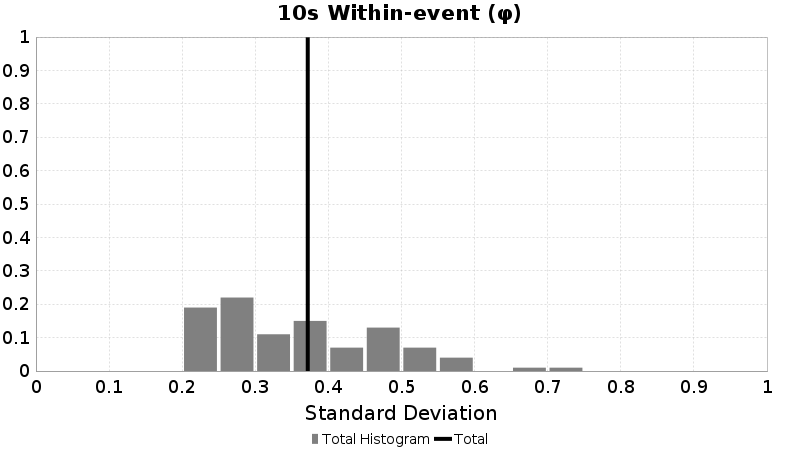 10s Within-event (φ)
1
0.9
0.8
0.7
0.6
0.5
0.4
0.3
0.2
0.1
0
0 0.1 0.2 0.3 0.4 0.5 0.6 0.7 0.8 0.9 1
Standard Deviation
Total Histogram Total